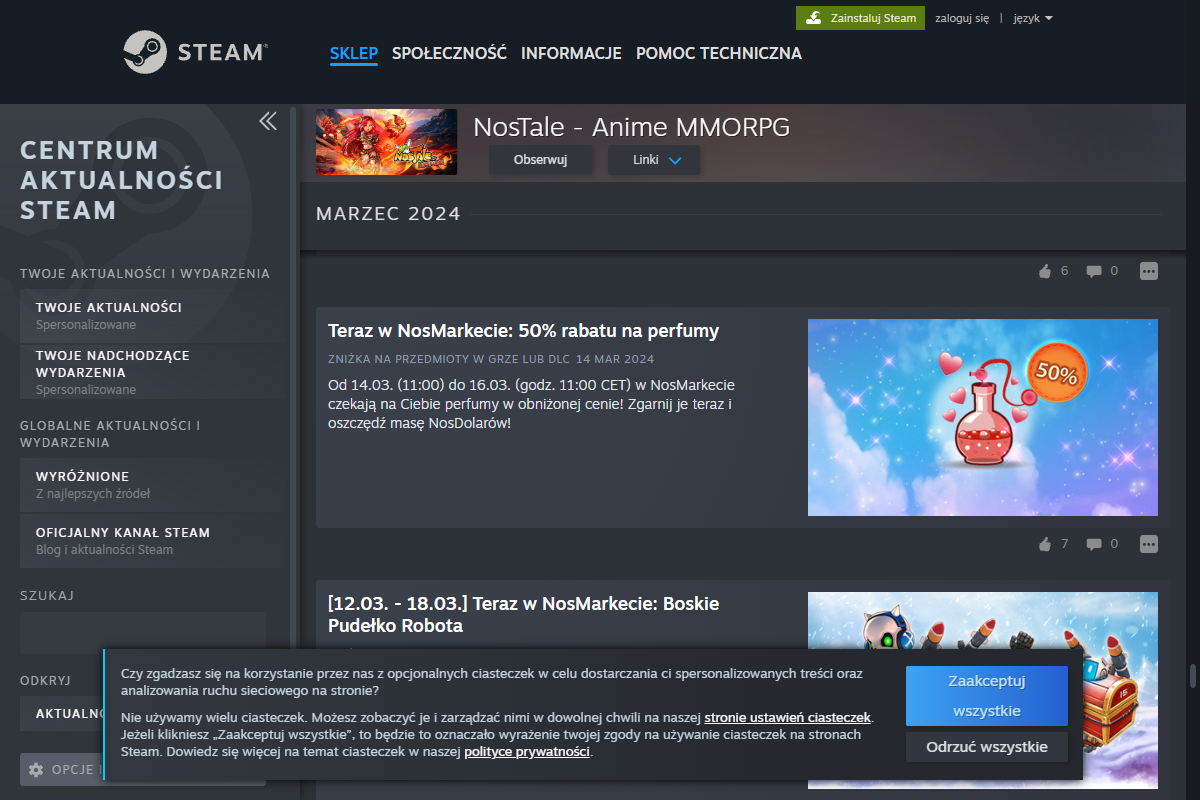 Zainstaluj Steam
zaloguj się | język
STEAM
SKLEP SPOŁECZNOŚĆ INFORMACJE POMOC TECHNICZNA
CENTRUM
AKTUALNOŚCI
STEAM
TWOJE AKTUALNOŚCI I WYDARZENIA
TWOJE AKTUALNOŚCI
Spersonalizowane
TWOJE NADCHODZĄCE
WYDARZENIA
Spersonalizowane
GLOBALNE AKTUALNOŚCI I
WYDARZENIA
WYRÓŻNIONE
Z najlepszych źródeł
OFICJALNY KANAŁ STEAM
Blog i aktualności Steam
SZUKAJ
ODKRYJ
OPCJE
NosTale
NosTale - Anime MMORPG
Obserwuj
Linki
MARZEC 2024
6 0
Teraz w NosMarkecie: 50% rabatu na perfumy
ZNIŻKA NA PRZEDMIOTY W GRZE LUB DLC 14 MAR 2024
Od 14.03. (11:00) do 16.03. (godz. 11:00 CET) w NosMarkecie
czekają na Ciebie perfumy w obniżonej cenie! Zgarnij je teraz i
oszczędź masę NosDolarów!
50%
7 0
[12.03. - 18.03.] Teraz w NosMarkecie: Boskie
Pudełko Robota
Czy zgadzasz się na korzystanie przez nas z opcjonalnych ciasteczek w celu dostarczania ci spersonalizowanych treści oraz
analizowania ruchu sieciowego na stronie?
Nie używamy wielu ciasteczek. Możesz zobaczyć je i zarządzać nimi w dowolnej chwili na naszej stronie ustawień ciasteczek.
Jeżeli klikniesz „Zaakceptuj wszystkie”, to będzie to oznaczało wyrażenie twojej zgody na używanie ciasteczek na stronach
Steam. Dowiedz się więcej na temat ciasteczek w naszej polityce prywatności.
Zaakceptuj
wszystkie
Odrzuć wszystkie